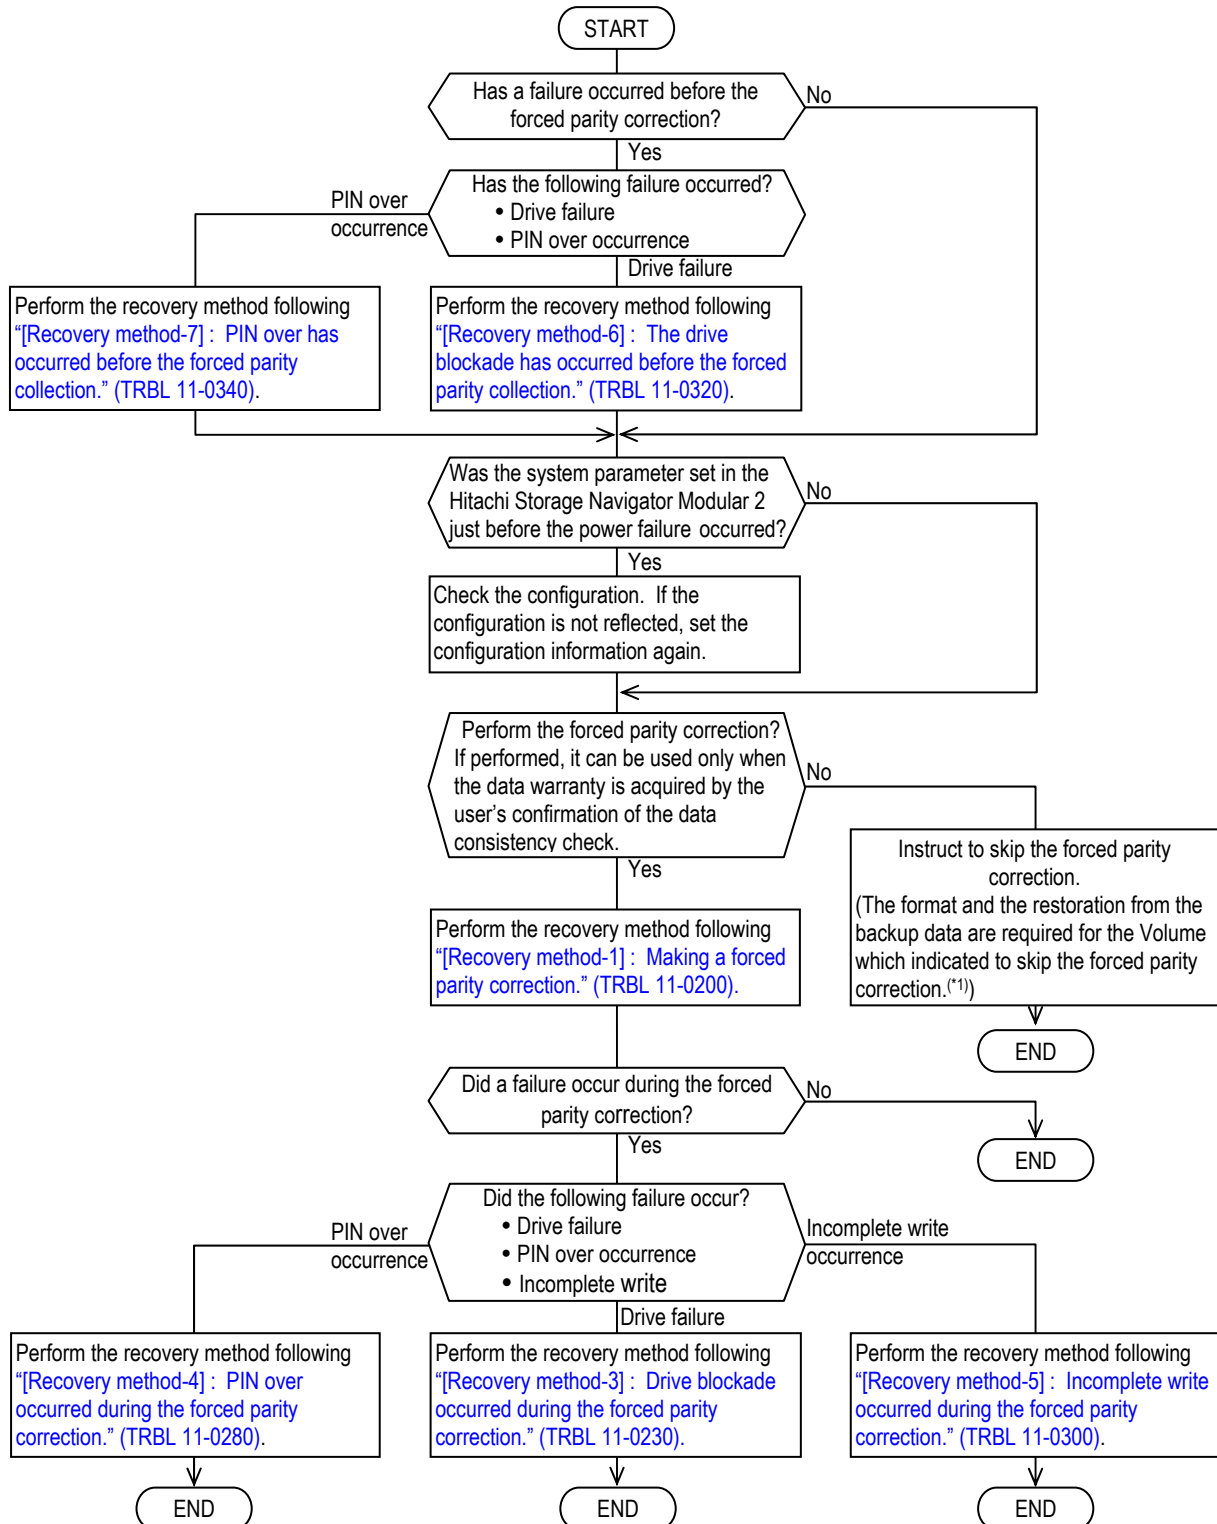 START
Has a failure occurred before the
forced parity correction?
No
Yes
Has the following failure occurred?
• Drive failure
• PIN over occurrence
PIN over
occurrence
Drive failure
Perform the recovery method following
“[Recovery method-7] : PIN over has
occurred before the forced parity
collection.” (TRBL 11-0340).
Perform the recovery method following
“[Recovery method-6] : The drive
blockade has occurred before the forced
parity collection.” (TRBL 11-0320).
Was the system parameter set in the
Hitachi Storage Navigator Modular 2
just before the power failure occurred?
No
Yes
Check the configuration. If the
configuration is not reflected, set the
configuration information again.
Perform the forced parity correction?
If performed, it can be used only when
the data warranty is acquired by the
user’s confirmation of the data
consistency check.
No
Yes
Instruct to skip the forced parity
correction.
(The format and the restoration from the
backup data are required for the Volume
which indicated to skip the forced parity
correction.(*1))
END
Perform the recovery method following
“[Recovery method-1] : Making a forced
parity correction.” (TRBL 11-0200).
Did a failure occur during the forced
parity correction?
No
END
Yes
Did the following failure occur?
• Drive failure
• PIN over occurrence
• Incomplete write
PIN over
occurrence
Incomplete write
occurrence
Drive failure
Perform the recovery method following
“[Recovery method-4] : PIN over
occurred during the forced parity
correction.” (TRBL 11-0280).
Perform the recovery method following
“[Recovery method-3] : Drive blockade
occurred during the forced parity
correction.” (TRBL 11-0230).
Perform the recovery method following
“[Recovery method-5] : Incomplete write
occurred during the forced parity
correction.” (TRBL 11-0300).
END
END
END